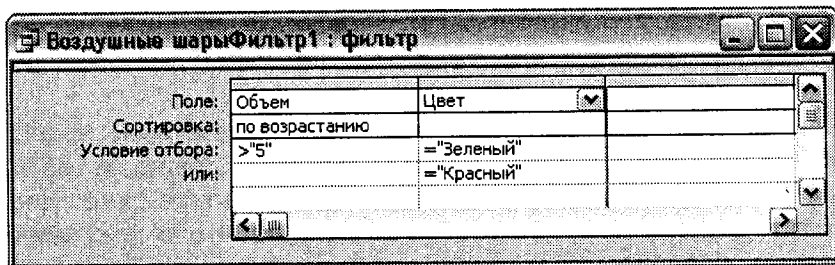 Воздушные шарыФильтр1 : фильтр
Поле: Объем Цвет
Сортировка: по возрастанию
Условие отбора: >"5" ="Зеленый"
или: ="Красный"